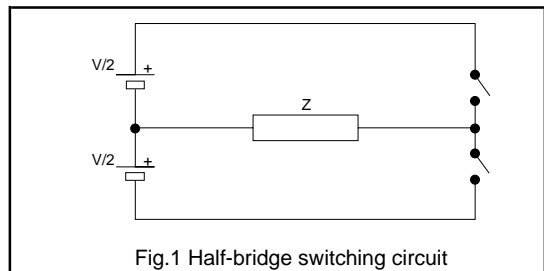 V/2
+
Z
V/2
+
Fig.1 Half-bridge switching circuit